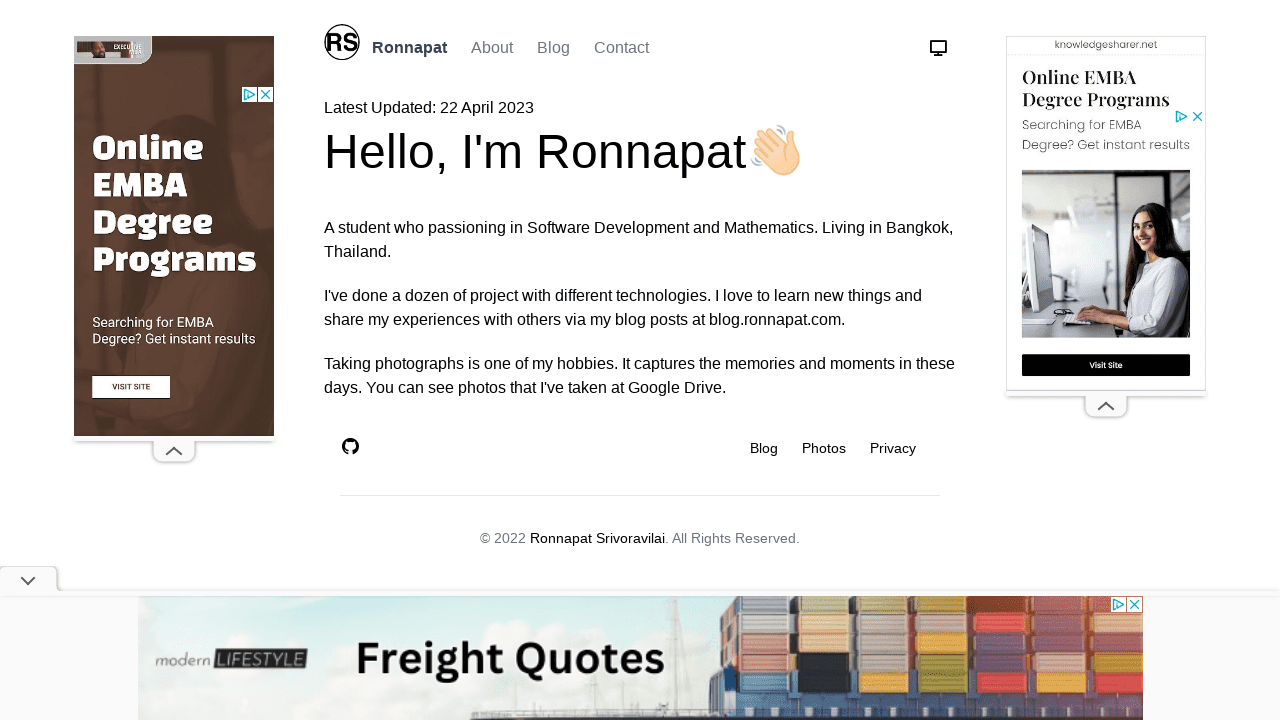 RS
Ronnapat
About
Blog
Contact
Latest Updated: 22 April 2023
Hello, I'm Ronnapat👋🏼
A student who passioning in Software Development and Mathematics. Living in Bangkok,
Thailand.
I've done a dozen of project with different technologies. I love to learn new things and
share my experiences with others via my blog posts at blog.ronnapat.com.
Taking photographs is one of my hobbies. It captures the memories and moments in these
days. You can see photos that I've taken at Google Drive.
Blog
Photos
Privacy
© 2022 Ronnapat Srivoravilai. All Rights Reserved.
Online
EMBA
Degree
Programs
Searching for EMBA
Degree? Get instant results
VISIT SITE
knowledgesharer.net
Online EMBA
Degree Programs
Searching for EMBA
Degree? Get instant results
Visit Site
modern LIFESTYLE
Freight Quotes